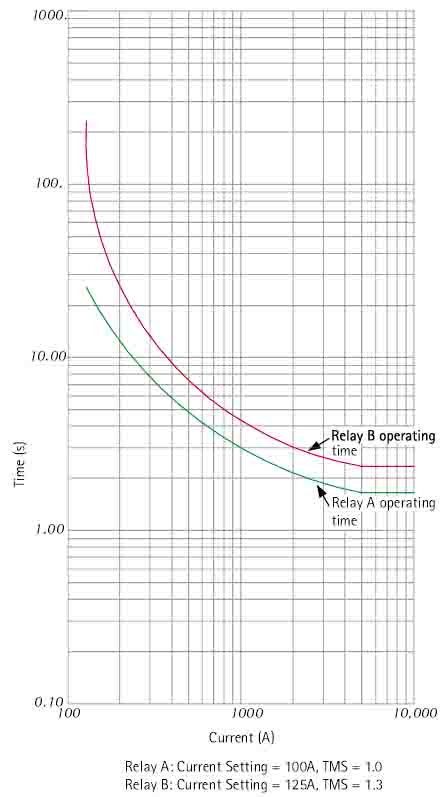 1000.
100.
10.00
1.00
0.10
Time (s)
Relay B operating
time
Relay A operating
time
100
1000
10,000
Current (A)
Relay A: Current Setting = 100A, TMS = 1.0
Relay B: Current Setting = 125A, TMS = 1.3